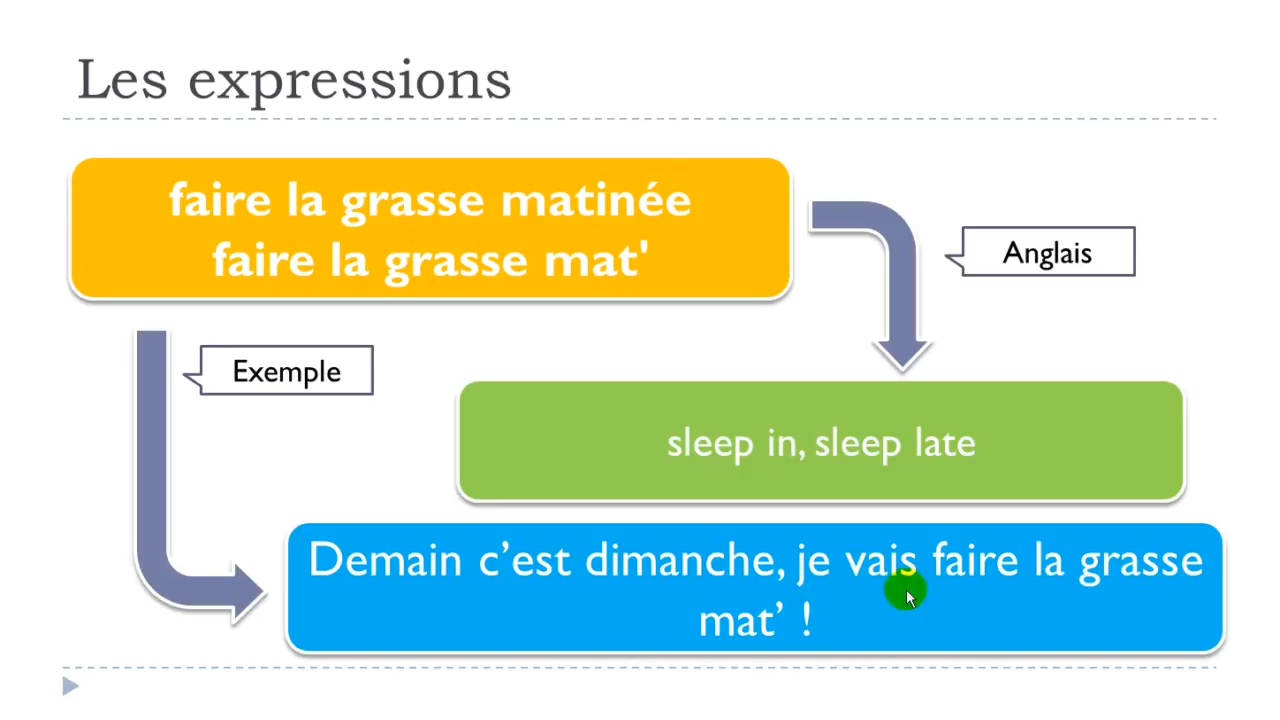 Les expressions
faire la grasse matinée
faire la grasse mat'
Anglais
Exemple
sleep in, sleep late
Demain c’est dimanche, je vais faire la grasse
mat’ !